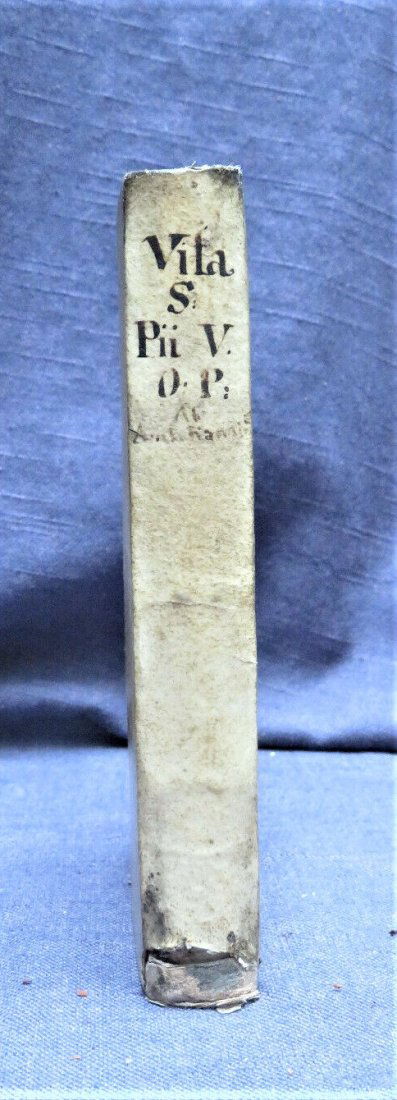 Vita
S.
Pii V.
O. P: